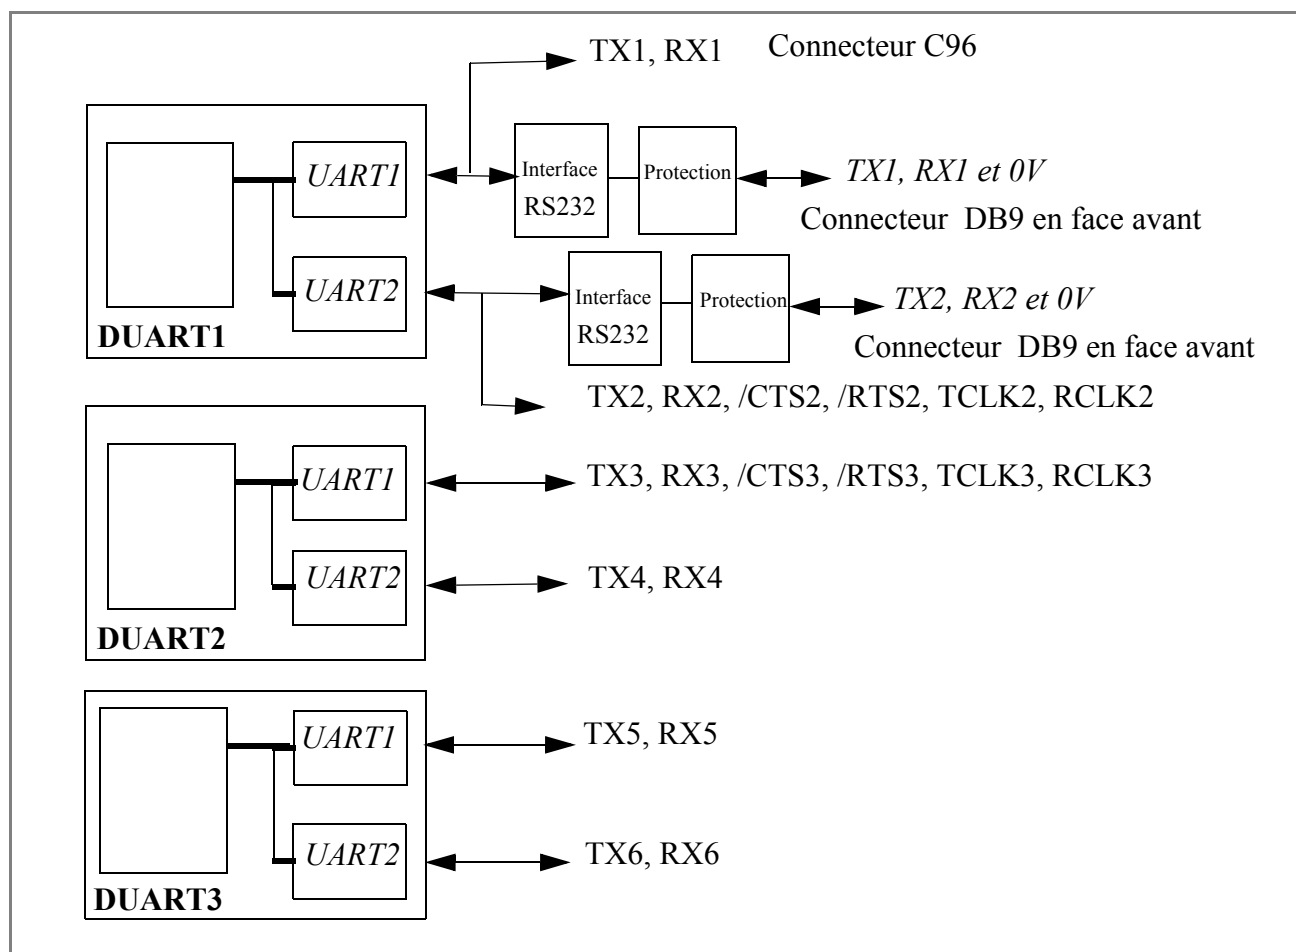 TX1, RX1 Connecteur C96
UART1
Interface
RS232
Protection
TX1, RX1 et 0V
Connecteur DB9 en face avant
UART2
Interface
RS232
Protection
TX2, RX2 et 0V
Connecteur DB9 en face avant
DUART1
TX2, RX2, /CTS2, /RTS2, TCLK2, RCLK2
UART1
TX3, RX3, /CTS3, /RTS3, TCLK3, RCLK3
UART2
TX4, RX4
DUART2
UART1
TX5, RX5
UART2
TX6, RX6
DUART3